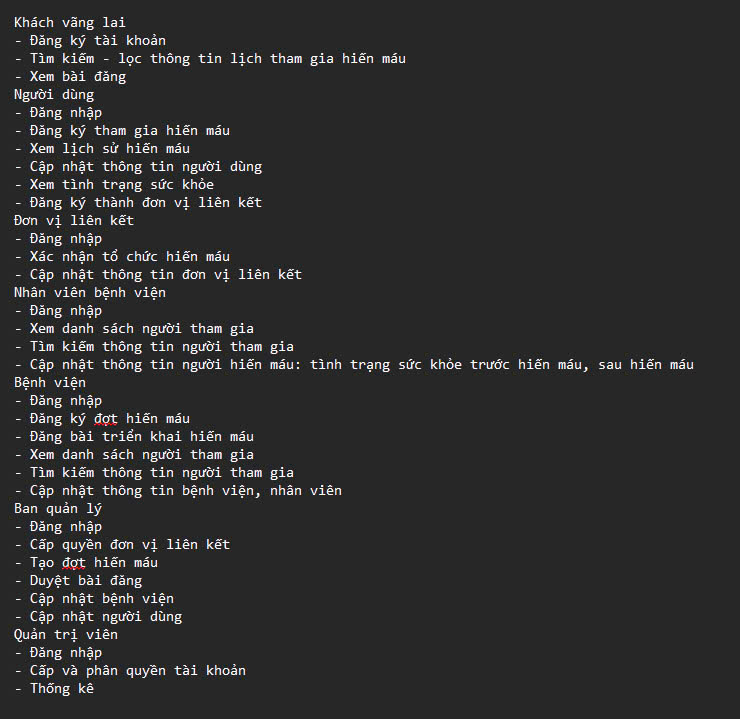 Khách vãng lai
- Đăng ký tài khoản
- Tìm kiếm - lọc thông tin lịch tham gia hiến máu
- Xem bài đăng
Người dùng
- Đăng nhập
- Đăng ký tham gia hiến máu
- Xem lịch sử hiến máu
- Cập nhật thông tin người dùng
- Xem tình trạng sức khỏe
- Đăng ký thành đơn vị liên kết
Đơn vị liên kết
- Đăng nhập
- Xác nhận tổ chức hiến máu
- Cập nhật thông tin đơn vị liên kết
Nhân viên bệnh viện
- Đăng nhập
- Xem danh sách người tham gia
- Tìm kiếm thông tin người tham gia
- Cập nhật thông tin người hiến máu: tình trạng sức khỏe trước hiến máu, sau hiến máu
Bệnh viện
- Đăng nhập
- Đăng ký đợt hiến máu
- Đăng bài triển khai hiến máu
- Xem danh sách người tham gia
- Tìm kiếm thông tin người tham gia
- Cập nhật thông tin bệnh viện, nhân viên
Ban quản lý
- Đăng nhập
- Cấp quyền đơn vị liên kết
- Tạo đợt hiến máu
- Duyệt bài đăng
- Cập nhật bệnh viện
- Cập nhật người dùng
Quản trị viên
- Đăng nhập
- Cấp và phân quyền tài khoản
- Thống kê